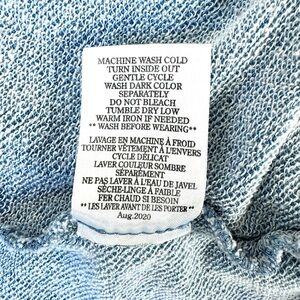 MACHINE WASH COLD
TURN INSIDE OUT
GENTLE CYCLE
WASH DARK COLOR
SEPARATELY
DO NOT BLEACH
TUMBLE DRY LOW
WARM IRON IF NEEDED
** WASH BEFORE WEARING**
LAVAGE EN MACHINE À FROID
TOURNER VÊTEMENT À L'ENVERS
CYCLE DÉLICAT
LAVER COULEUR SOMBRE
SÉPARÉMENT
NE PAS LAVER À L'EAU DE JAVEL
SÈCHE-LINGE À FAIBLE
FER CHAUD SI BESOIN
** LES LAVER AVANT DE LES PORTER **
Aug.2020